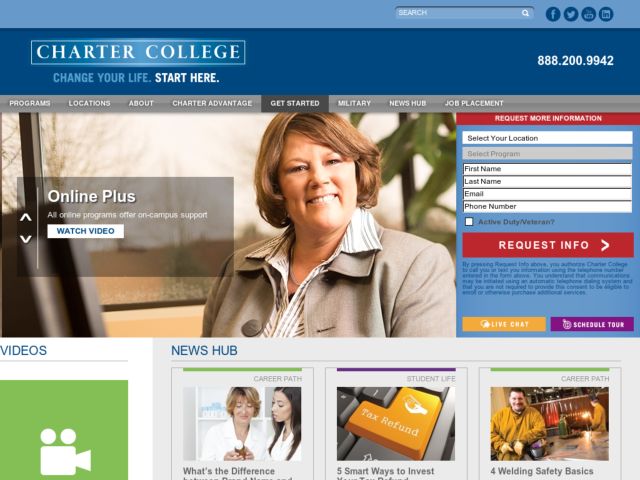 SEARCH
CHARTER COLLEGE
CHANGE YOUR LIFE. START HERE.
888.200.9942
PROGRAMS LOCATIONS ABOUT CHARTER ADVANTAGE GET STARTED MILITARY NEWS HUB JOB PLACEMENT
Online Plus
All online programs offer on-campus support
WATCH VIDEO
REQUEST MORE INFORMATION
Select Your Location
Select Program
First Name
Last Name
Email
Phone Number
Active Duty/Veteran?
REQUEST INFO
By pressing Request Info above, you authorize Charter College
to call you or text you information using the telephone number
entered in the form above. You understand that communications
may be initiated using an automatic telephone dialing system and
that you are not required to provide this consent to be eligible to
enroll or otherwise purchase additional services.
LIVE CHAT
SCHEDULE TOUR
VIDEOS
NEWS HUB
CAREER PATH
What's the Difference
between Brand Name and
STUDENT LIFE
Tax Refund
5 Smart Ways to Invest
Your Tax Refund
CAREER PATH
4 Welding Safety Basics